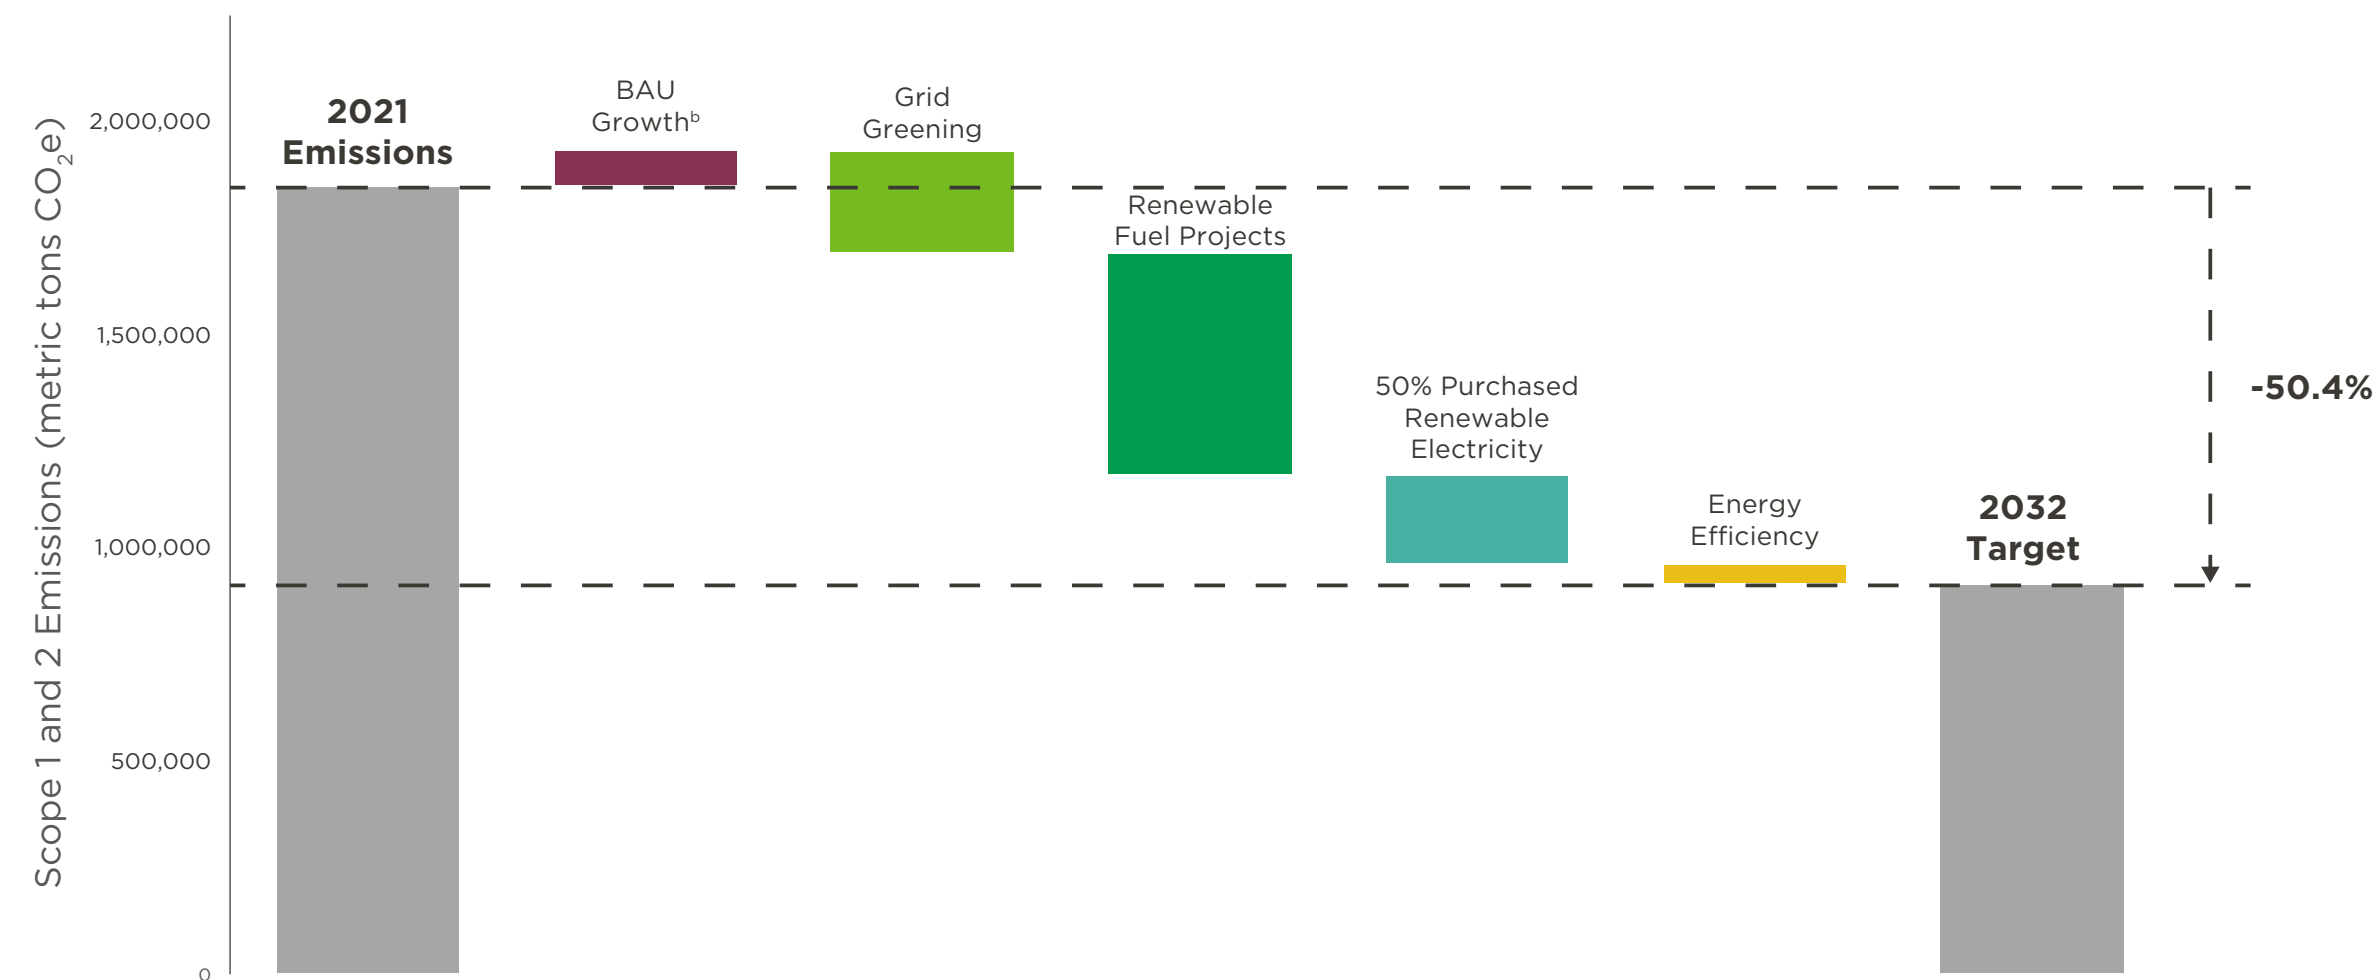 Scope 1 and 2 Emissions (metric tons CO₂e)
2,000,000
1,500,000
1,000,000
500,000
0
2021
Emissions
BAU
Growthᵇ
Grid
Greening
Renewable
Fuel Projects
50% Purchased
Renewable
Electricity
Energy
Efficiency
2032
Target
-50.4%